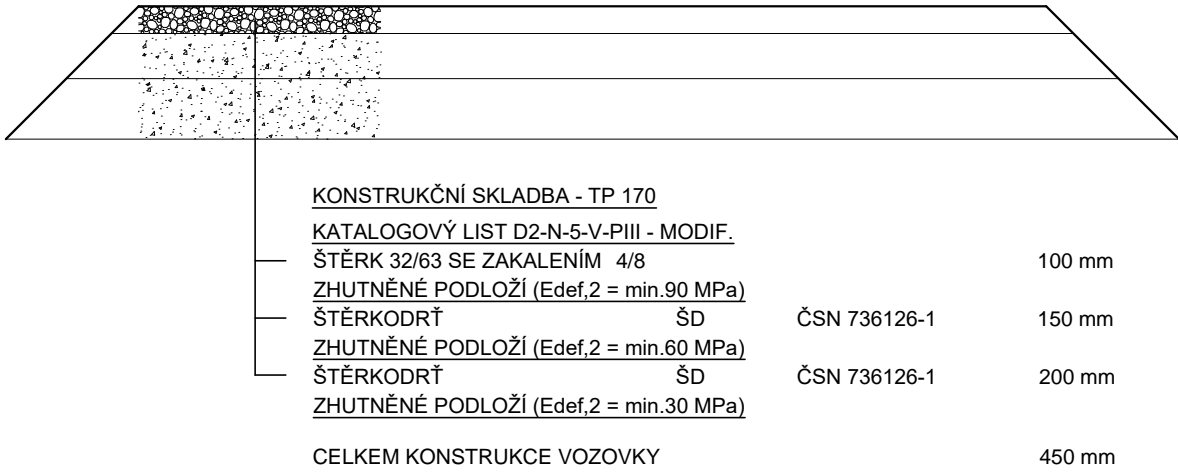 KONSTRUKČNÍ SKLADBA - TP 170
KATALOGOVÝ LIST D2-N-5-V-PIII - MODIF.
ŠTĚRK 32/63 SE ZAKALENÍM 4/8 100 mm
ZHUTNĚNÉ PODLOŽÍ (Edef,2 = min.90 MPa)
ŠTĚRKODRŤ ŠD ČSN 736126-1 150 mm
ZHUTNĚNÉ PODLOŽÍ (Edef,2 = min.60 MPa)
ŠTĚRKODRŤ ŠD ČSN 736126-1 200 mm
ZHUTNĚNÉ PODLOŽÍ (Edef,2 = min.30 MPa)
CELKEM KONSTRUKCE VOZOVKY 450 mm